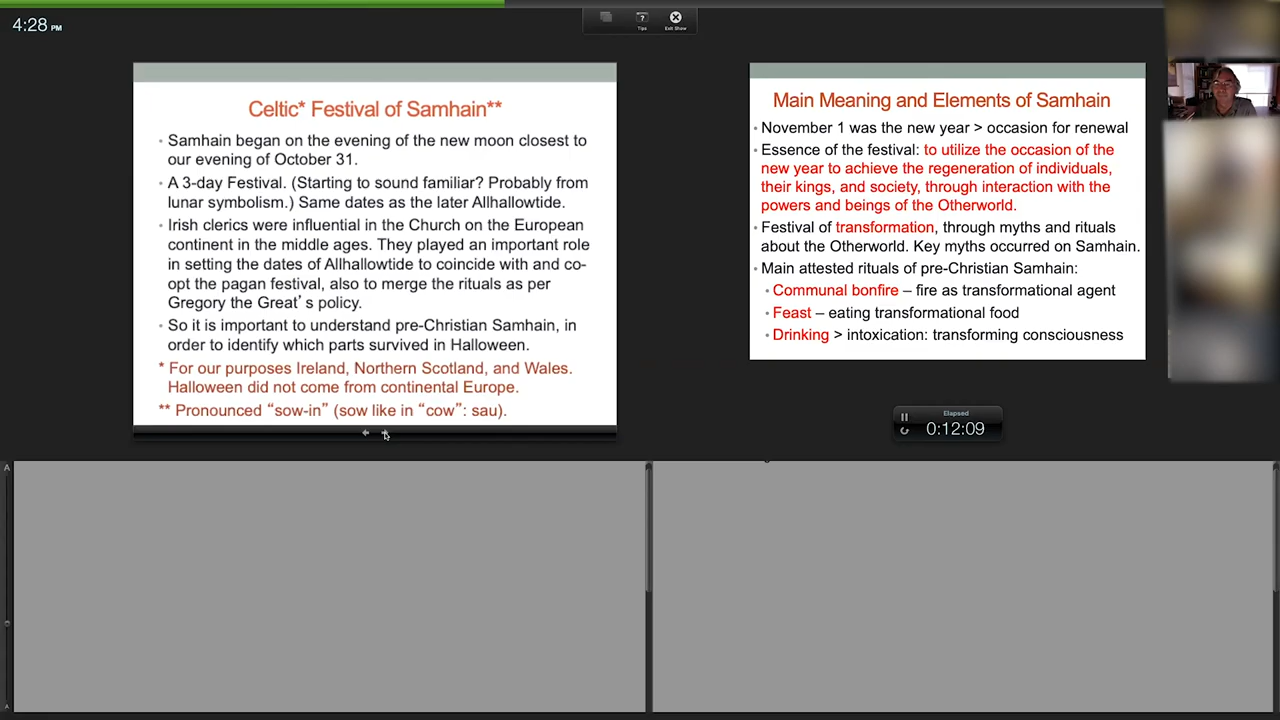 4:28 PM
Tips
Exit Show
Celtic* Festival of Samhain**
• Samhain began on the evening of the new moon closest to
our evening of October 31.
• A 3-day Festival. (Starting to sound familiar? Probably from
lunar symbolism.) Same dates as the later Allhallowtide.
• Irish clerics were influential in the Church on the European
continent in the middle ages. They played an important role
in setting the dates of Allhallowtide to coincide with and co-
opt the pagan festival, also to merge the rituals as per
Gregory the Great's policy.
• So it is important to understand pre-Christian Samhain, in
order to identify which parts survived in Halloween.
* For our purposes Ireland, Northern Scotland, and Wales.
Halloween did not come from continental Europe.
** Pronounced “sow-in” (sow like in “cow”: sau).
Main Meaning and Elements of Samhain
• November 1 was the new year > occasion for renewal
• Essence of the festival: to utilize the occasion of the
new year to achieve the regeneration of individuals,
their kings, and society, through interaction with the
powers and beings of the Otherworld.
• Festival of transformation, through myths and rituals
about the Otherworld. Key myths occurred on Samhain.
• Main attested rituals of pre-Christian Samhain:
• Communal bonfire – fire as transformational agent
• Feast – eating transformational food
• Drinking > intoxication: transforming consciousness
Elapsed
0:12:09
A
A